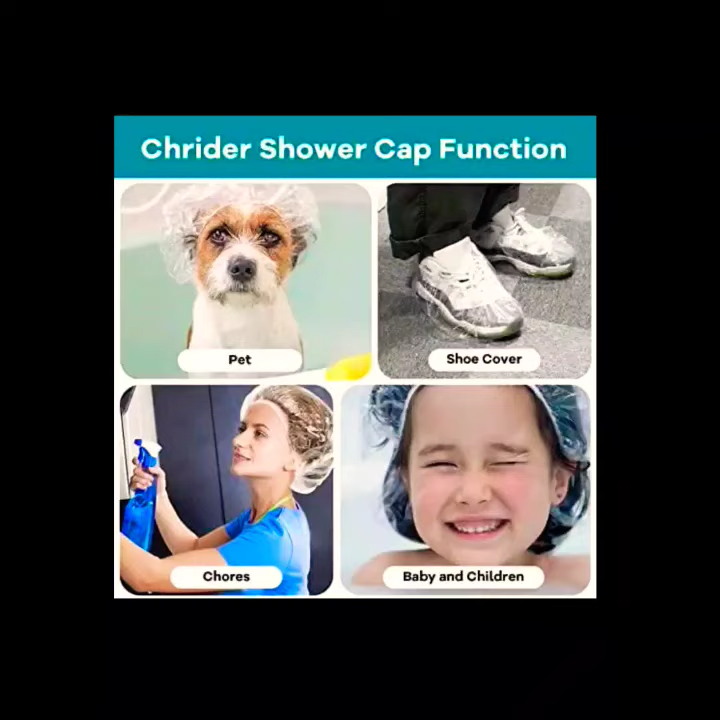 Chrider Shower Cap Function
Pet
Shoe Cover
Chores
Baby and Children